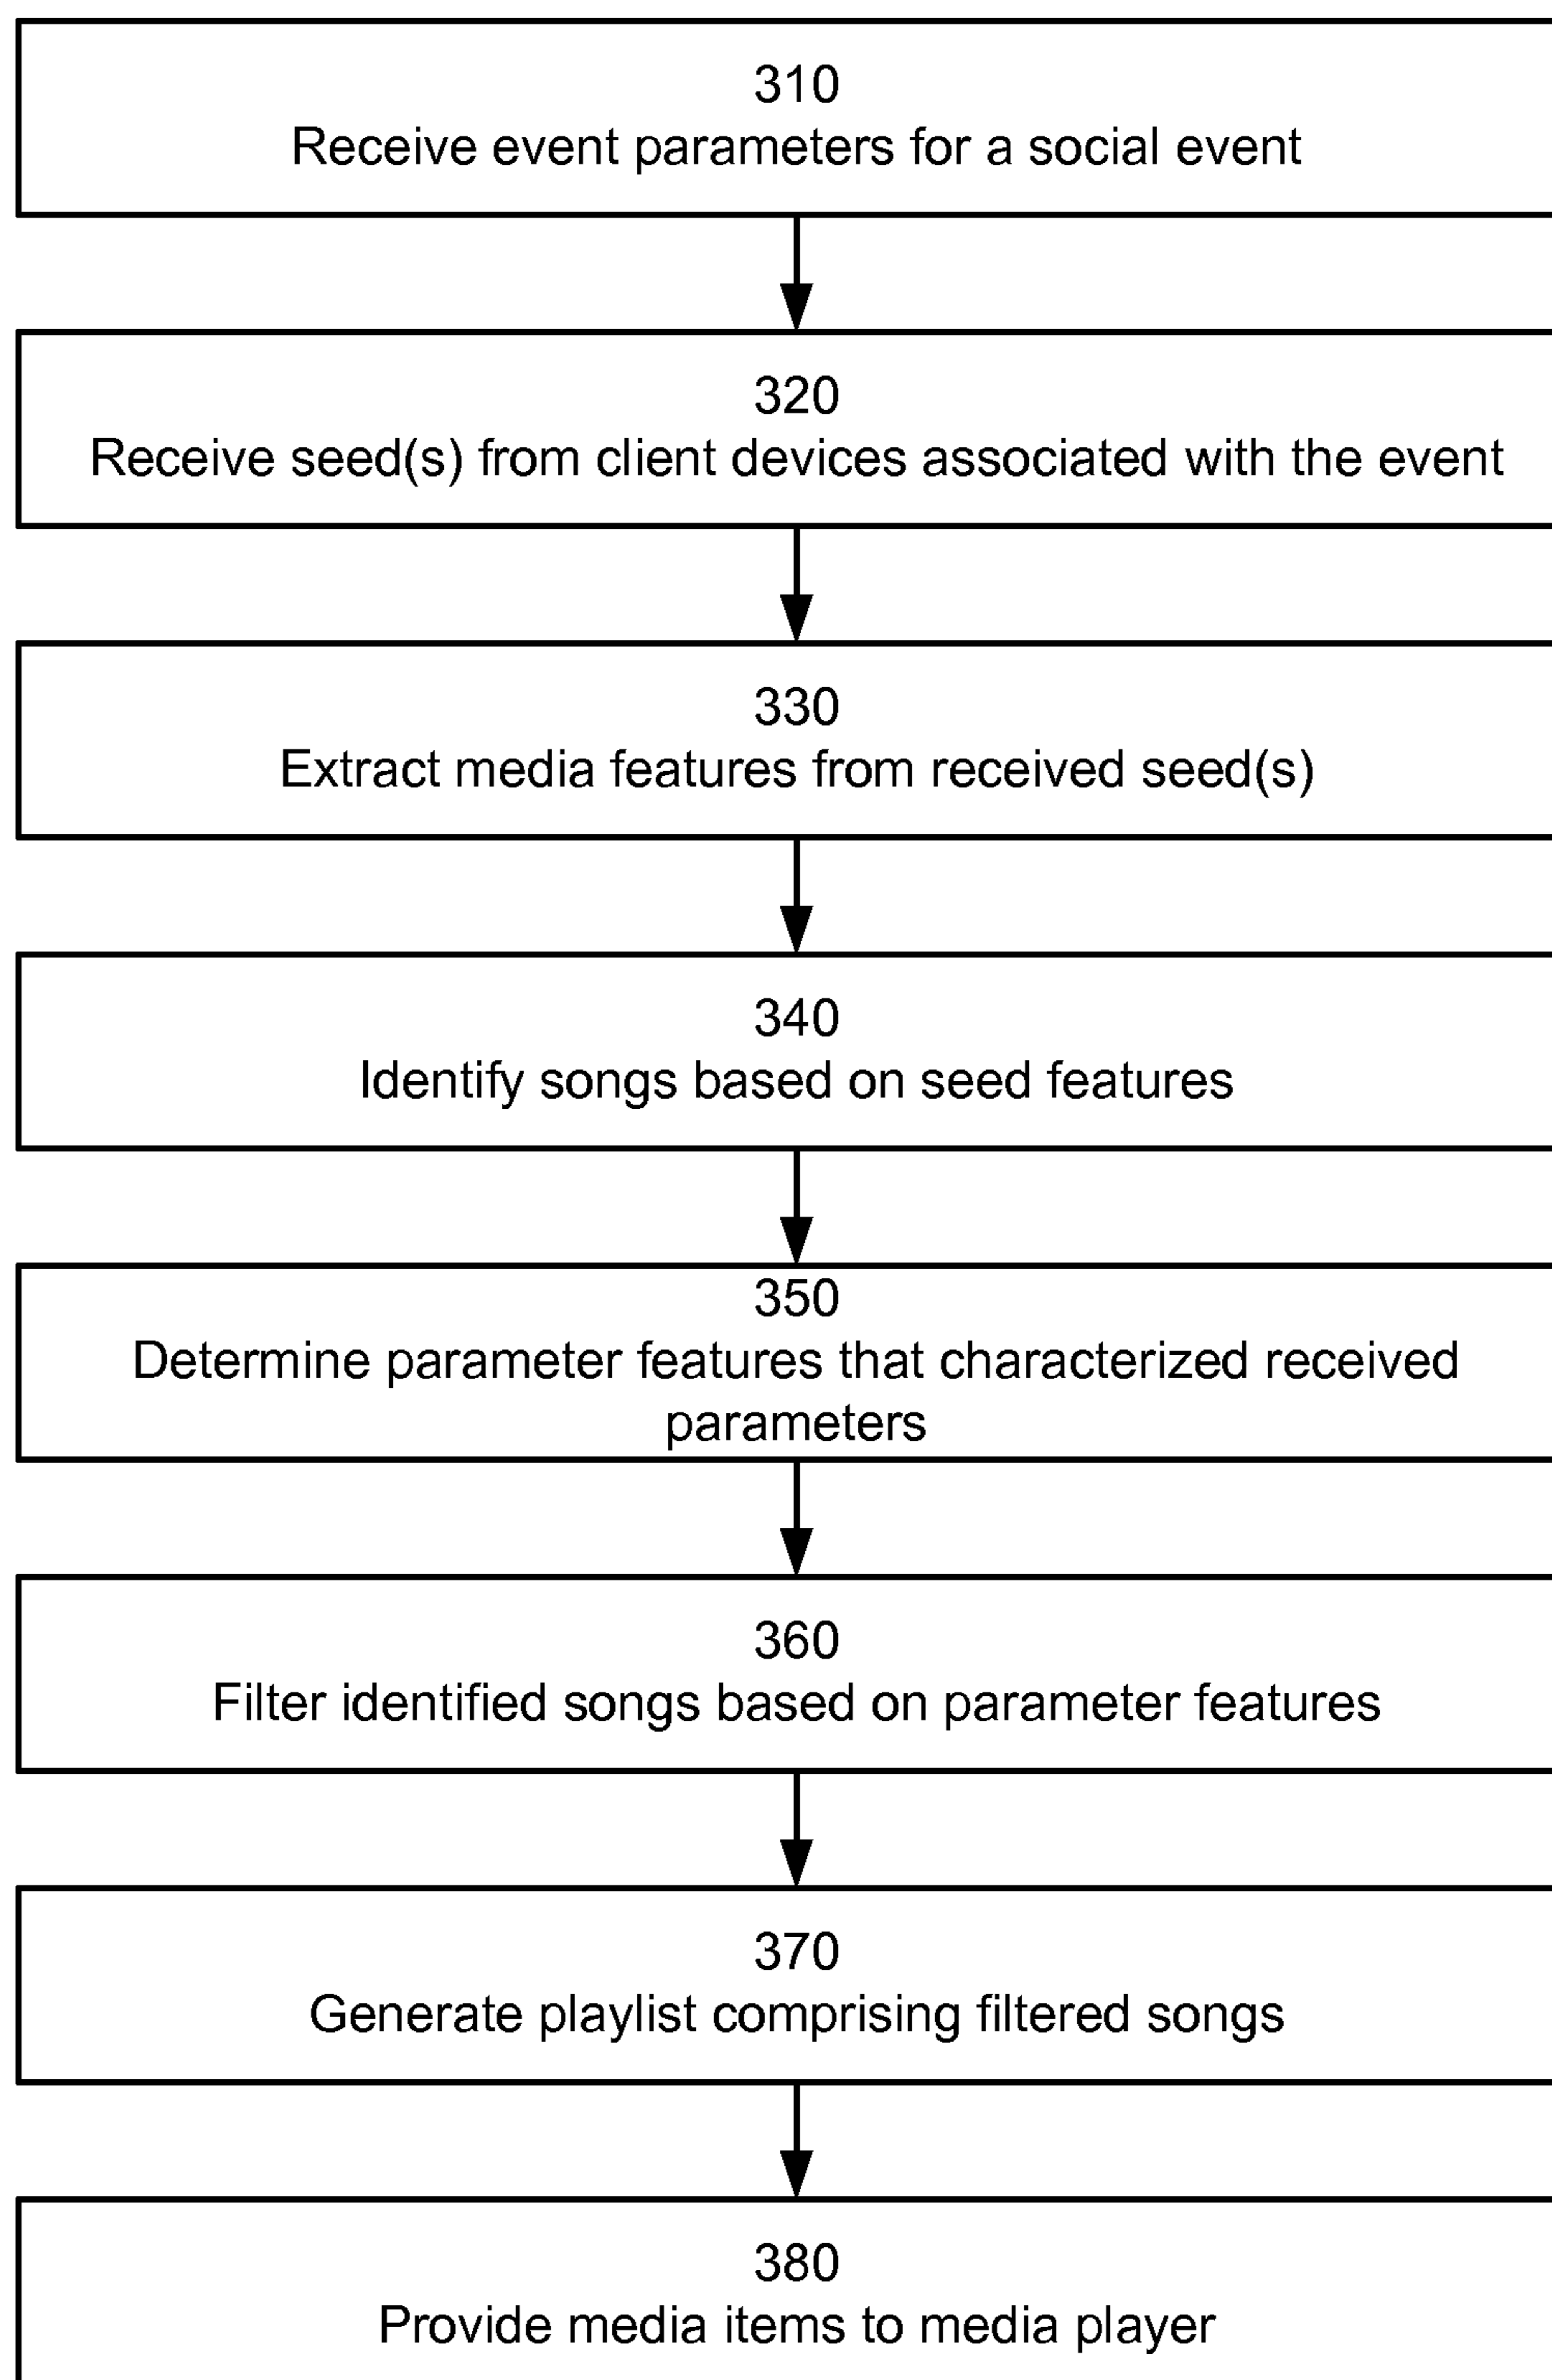 310
Receive event parameters for a social event
320
Receive seed(s) from client devices associated with the event
330
Extract media features from received seed(s)
340
Identify songs based on seed features
350
Determine parameter features that characterized received
parameters
360
Filter identified songs based on parameter features
370
Generate playlist comprising filtered songs
380
Provide media items to media player